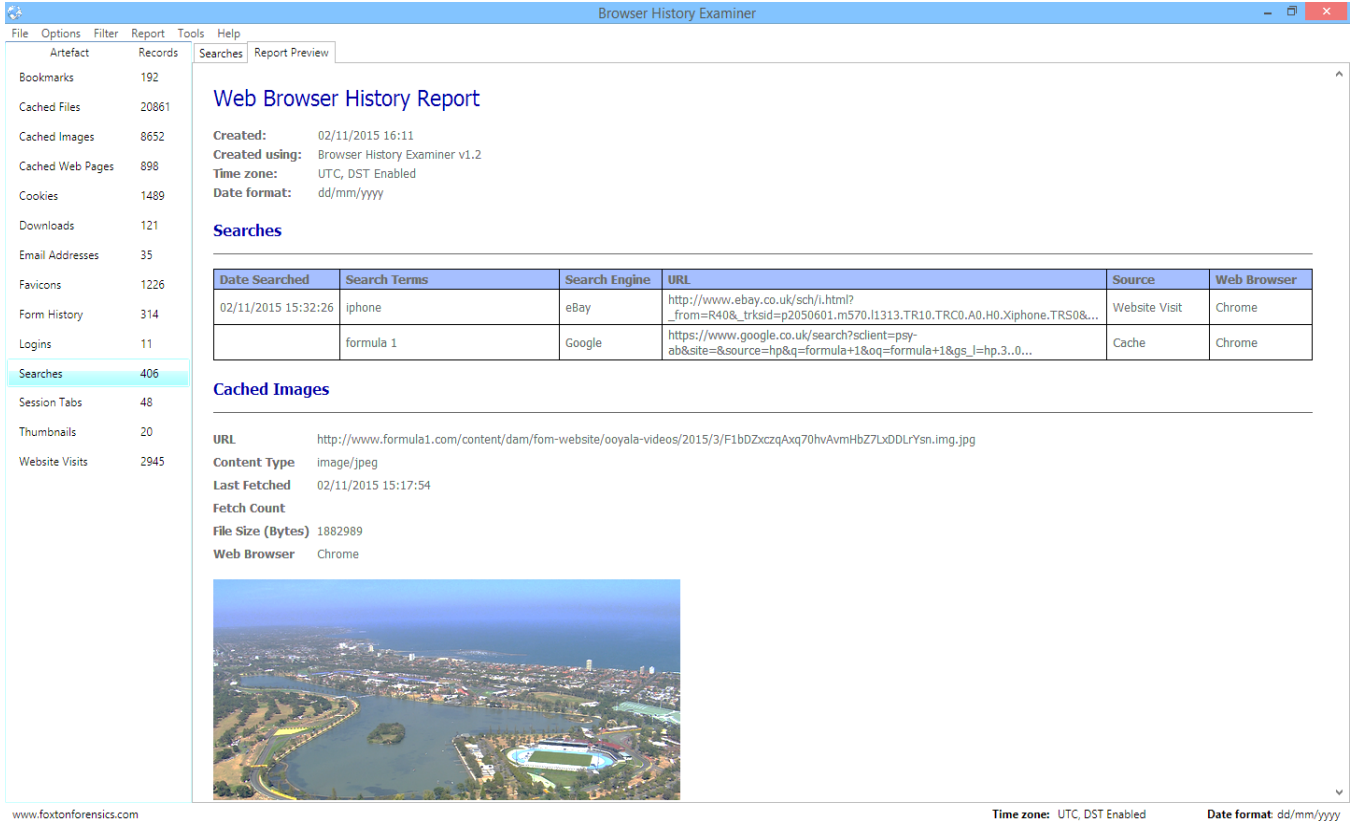 Browser History Examiner
File Options Filter Report Tools Help
Artefact Records
Bookmarks 192
Cached Files 20861
Cached Images 8652
Cached Web Pages 898
Cookies 1489
Downloads 121
Email Addresses 35
Favicons 1226
Form History 314
Logins 11
Searches 406
Session Tabs 48
Thumbnails 20
Website Visits 2945
Searches Report Preview
Web Browser History Report
Created: 02/11/2015 16:11
Created using: Browser History Examiner v1.2
Time zone: UTC, DST Enabled
Date format: dd/mm/yyyy
Searches
Date Searched Search Terms Search Engine URL Source Web Browser
02/11/2015 15:32:26 iphone eBay http://www.ebay.co.uk/sch/i.html?
_from=R40&_trksid=p2050601.m570.l1313.TR10.TRC0.A0.H0.Xiphone.TRS0&... Website Visit Chrome
formula 1 Google https://www.google.co.uk/search?sclient=psy-
ab&site=&source=hp&q=formula+1&oq=formula+1&gs_l=hp.3..0... Cache Chrome
Cached Images
URL http://www.formula1.com/content/dam/fom-website/ooyala-videos/2015/3/F1bDZxczqAxq70hvAvmHbZ7LxDDLrYsn.img.jpg
Content Type image/jpeg
Last Fetched 02/11/2015 15:17:54
Fetch Count
File Size (Bytes) 1882989
Web Browser Chrome
www.foxtonforensics.com Time zone: UTC, DST Enabled Date format: dd/mm/yyyy